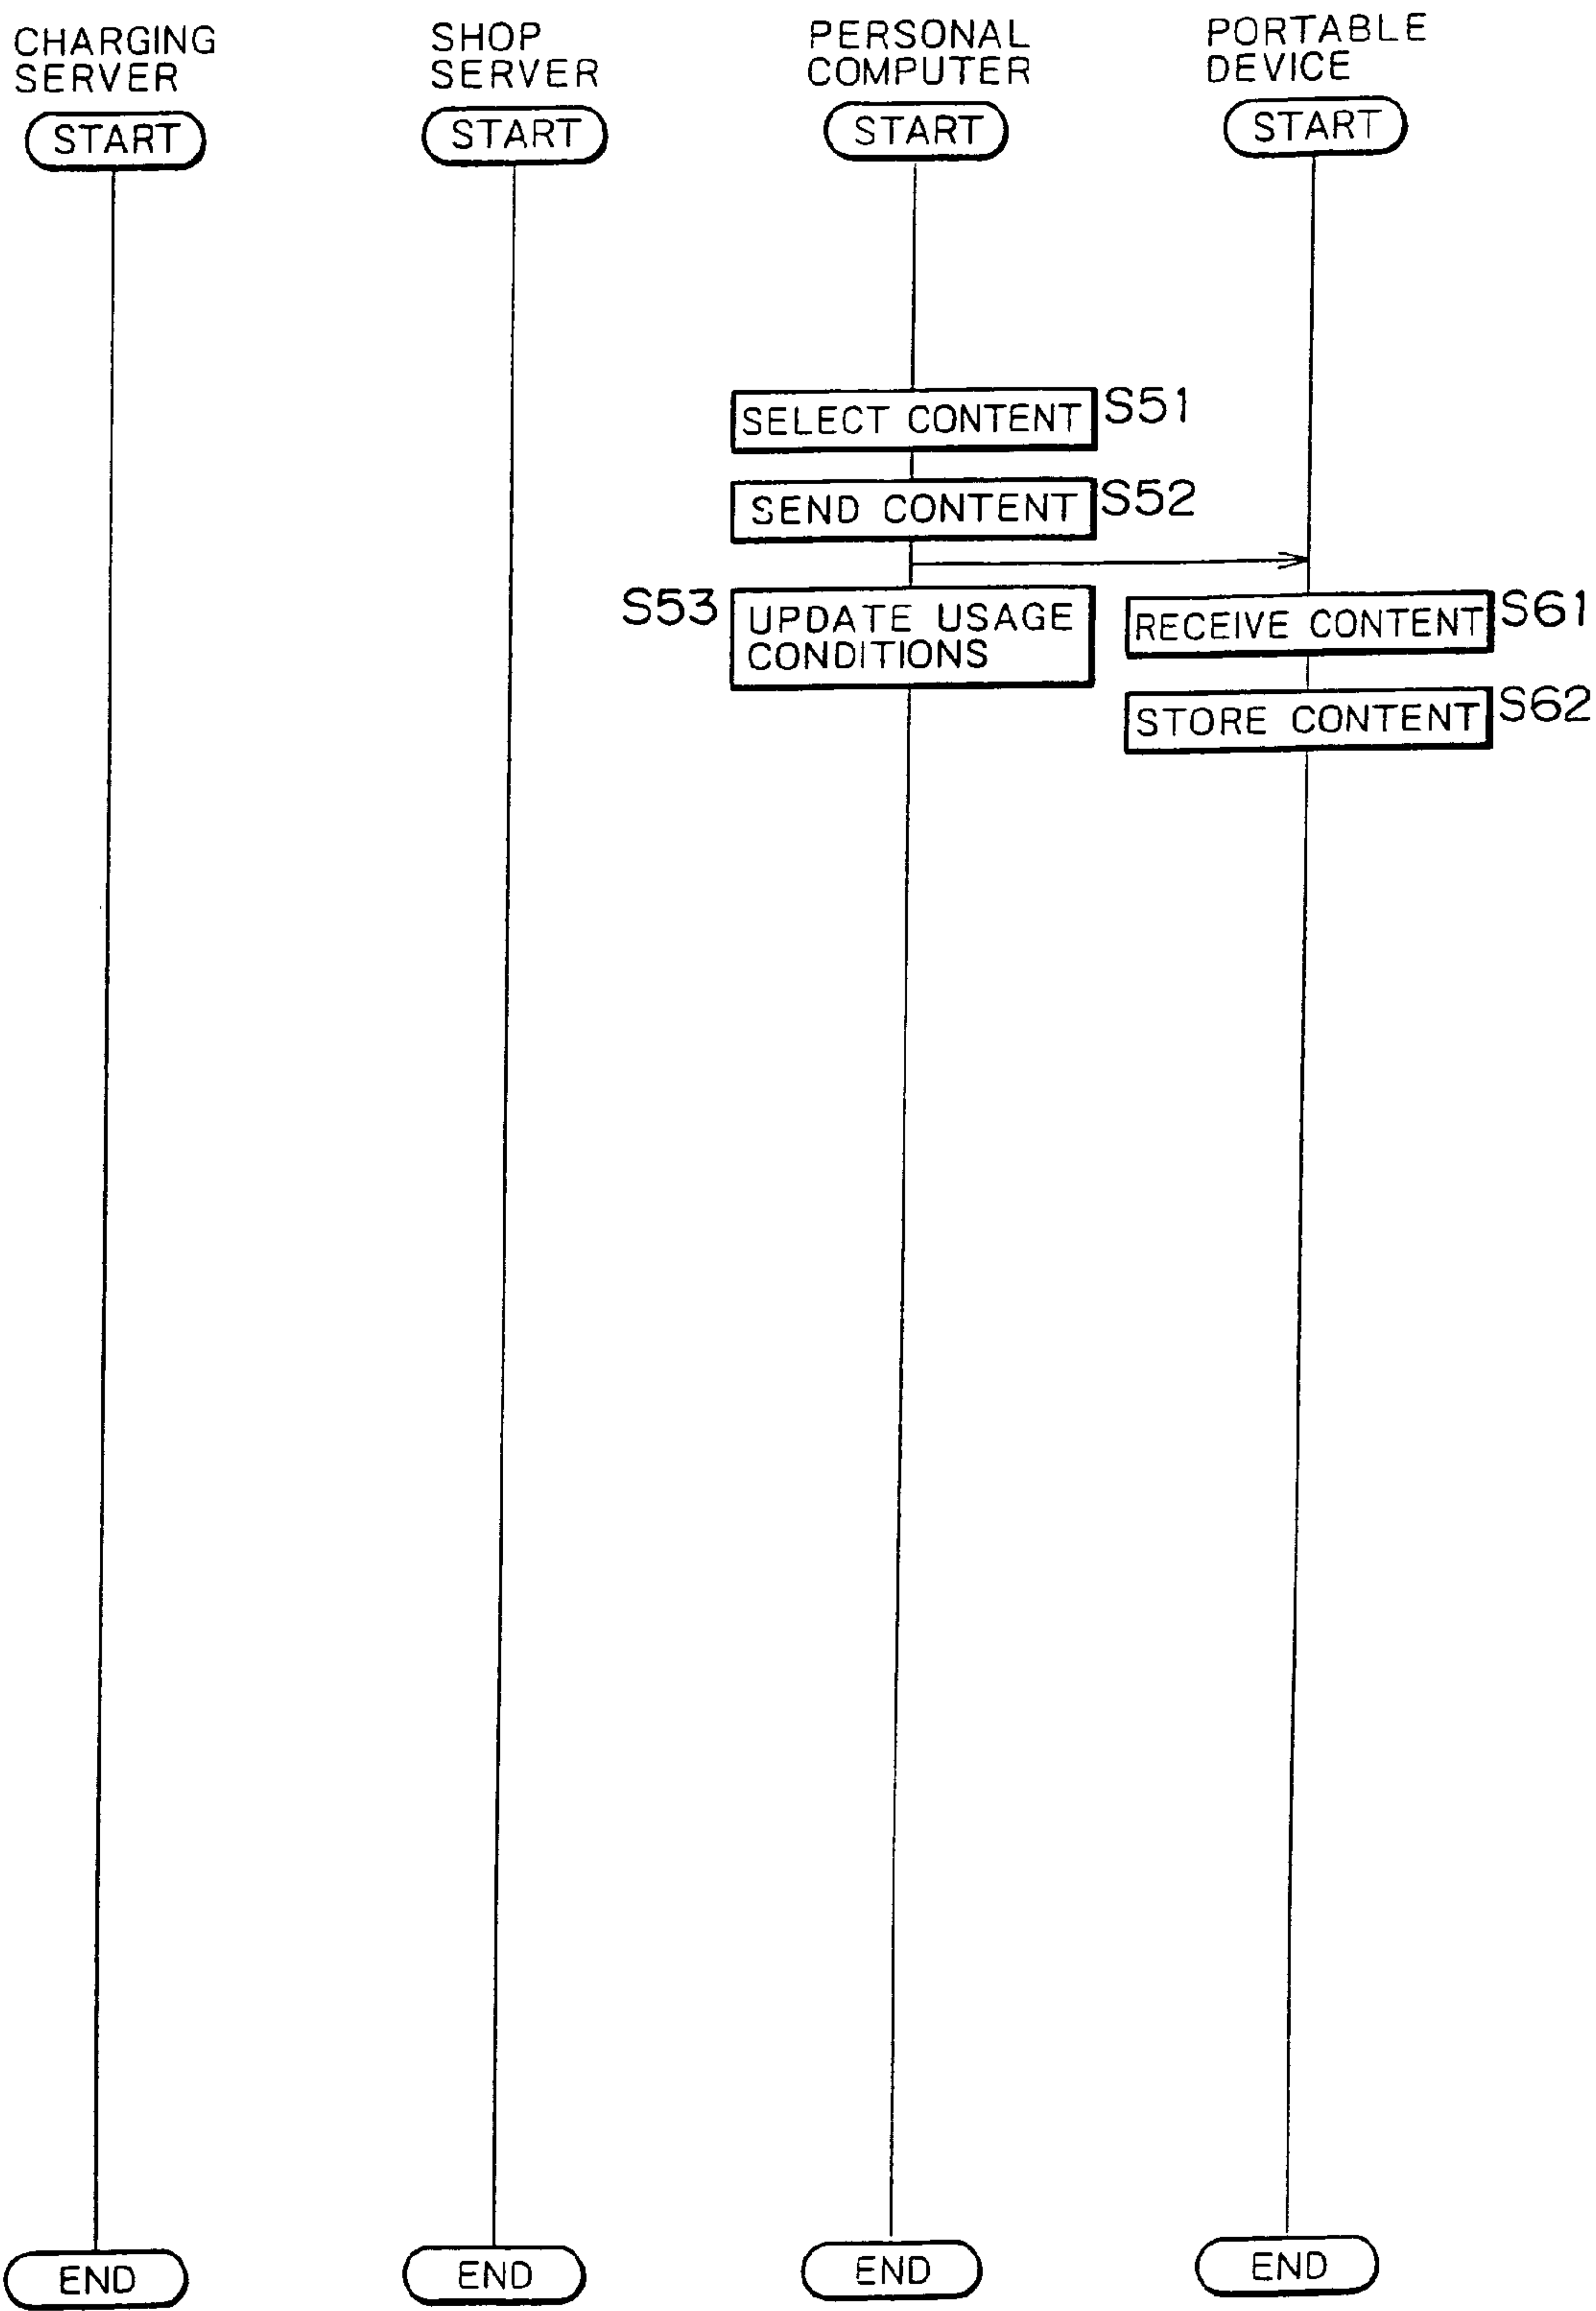 CHARGING
SERVER
SHOP
SERVER
PERSONAL
COMPUTER
PORTABLE
DEVICE
START
START
START
START
SELECT CONTENT
S51
SEND CONTENT
S52
S53
UPDATE USAGE
CONDITIONS
RECEIVE CONTENT
S61
STORE CONTENT
S62
END
END
END
END